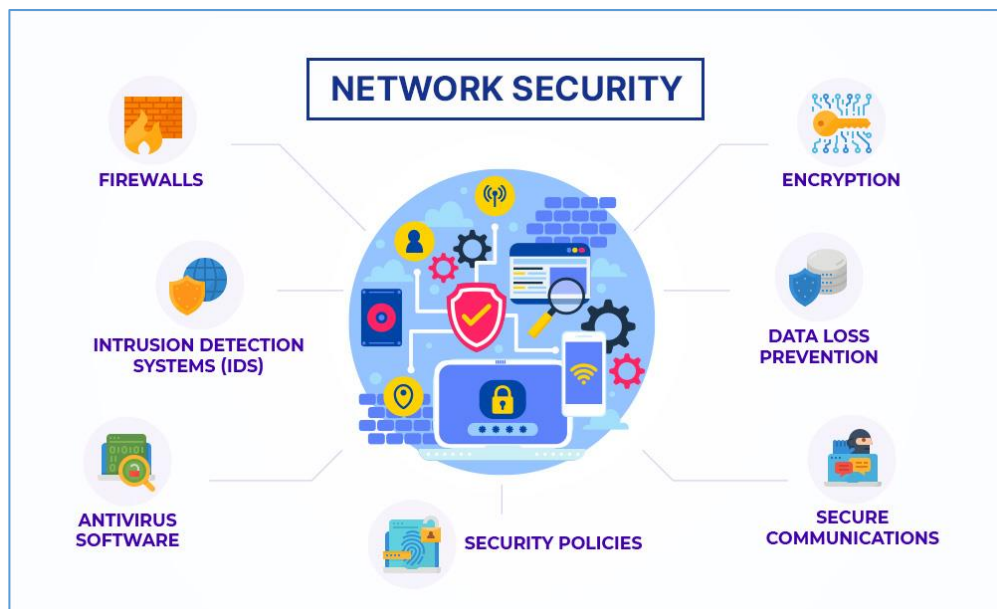 NETWORK SECURITY
FIREWALLS
ENCRYPTION
INTRUSION DETECTION
SYSTEMS (IDS)
DATA LOSS
PREVENTION
ANTIVIRUS
SOFTWARE
SECURITY POLICIES
SECURE
COMMUNICATIONS